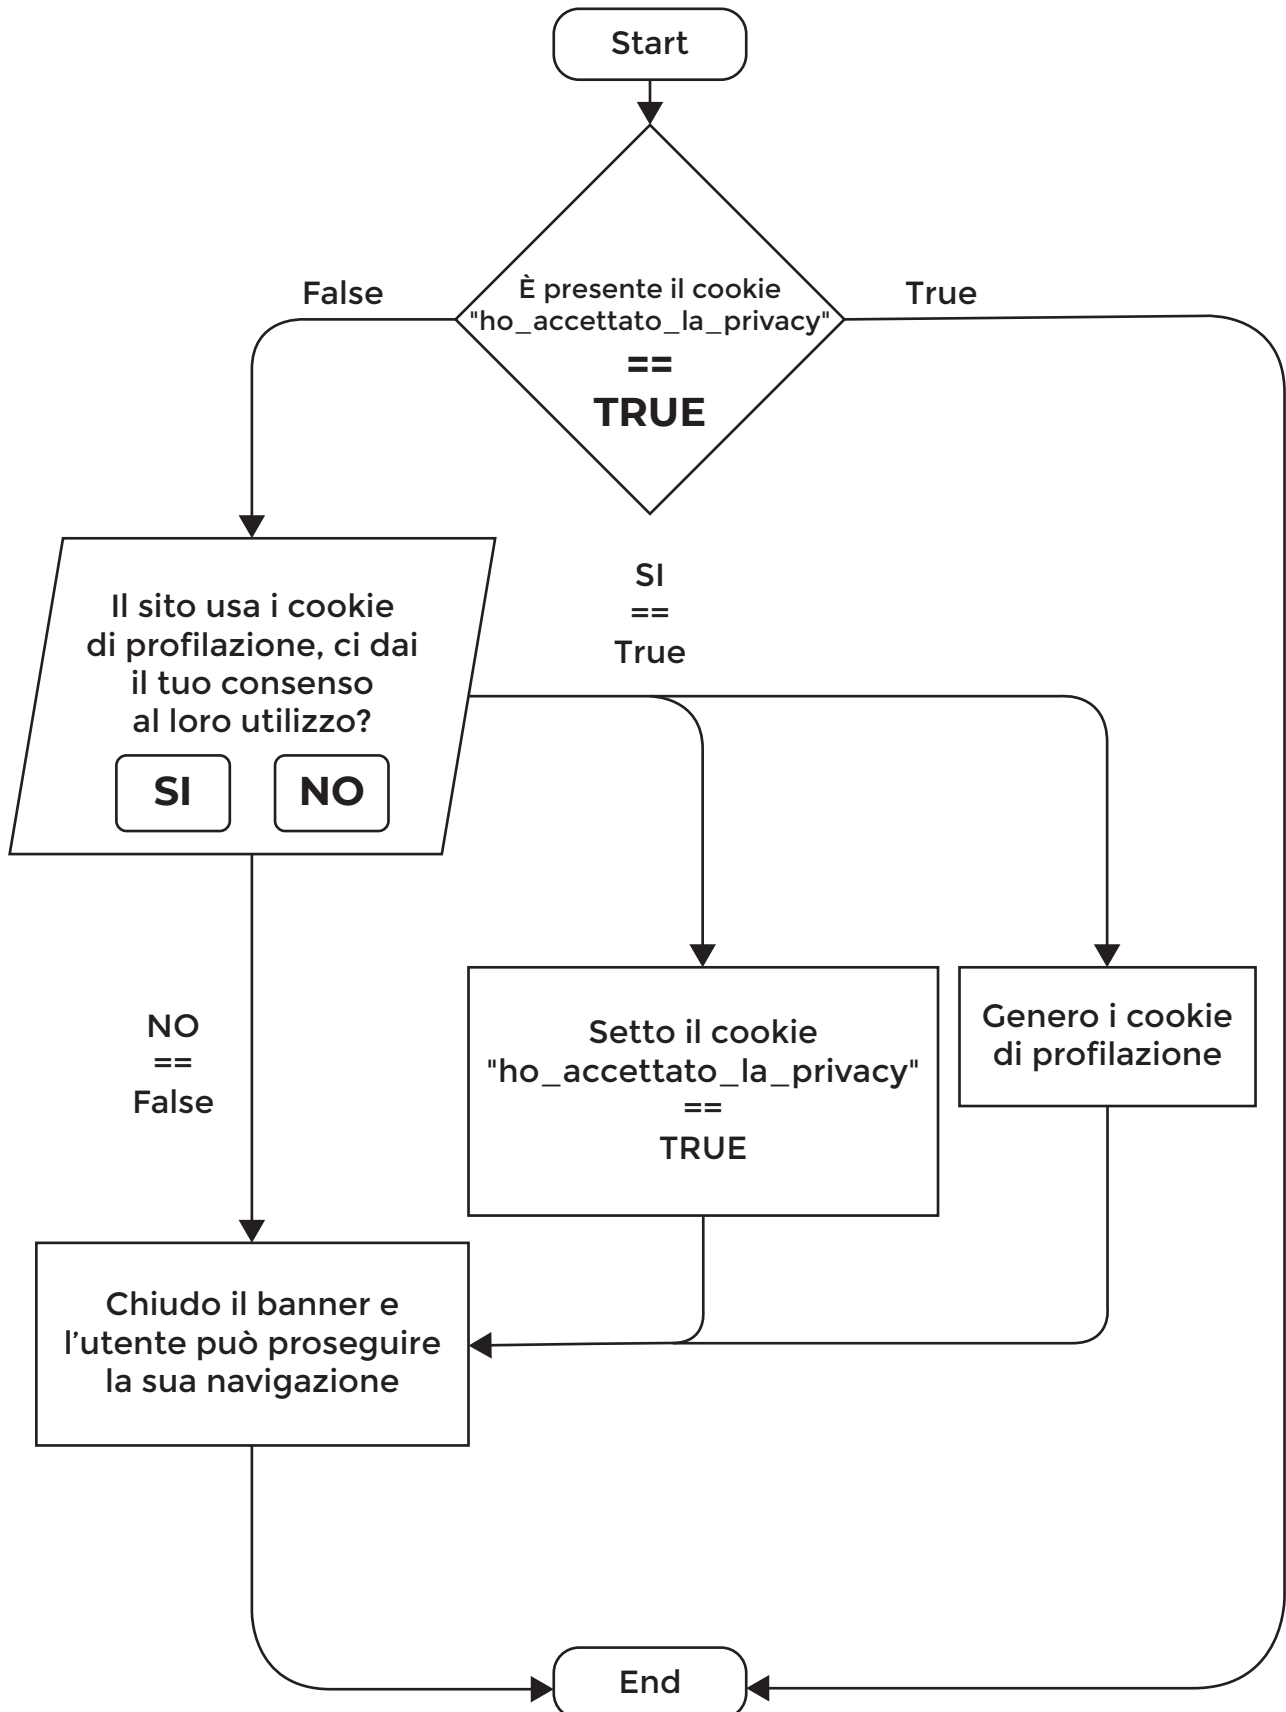 Start
False
True
È presente il cookie
"ho_accettato_la_privacy"
==
TRUE
Il sito usa i cookie
di profilazione, ci dai
il tuo consenso
al loro utilizzo?
SI
NO
SI
==
True
NO
==
False
Setto il cookie
"ho_accettato_la_privacy"
==
TRUE
Genero i cookie
di profilazione
Chiudo il banner e
l’utente può proseguire
la sua navigazione
End